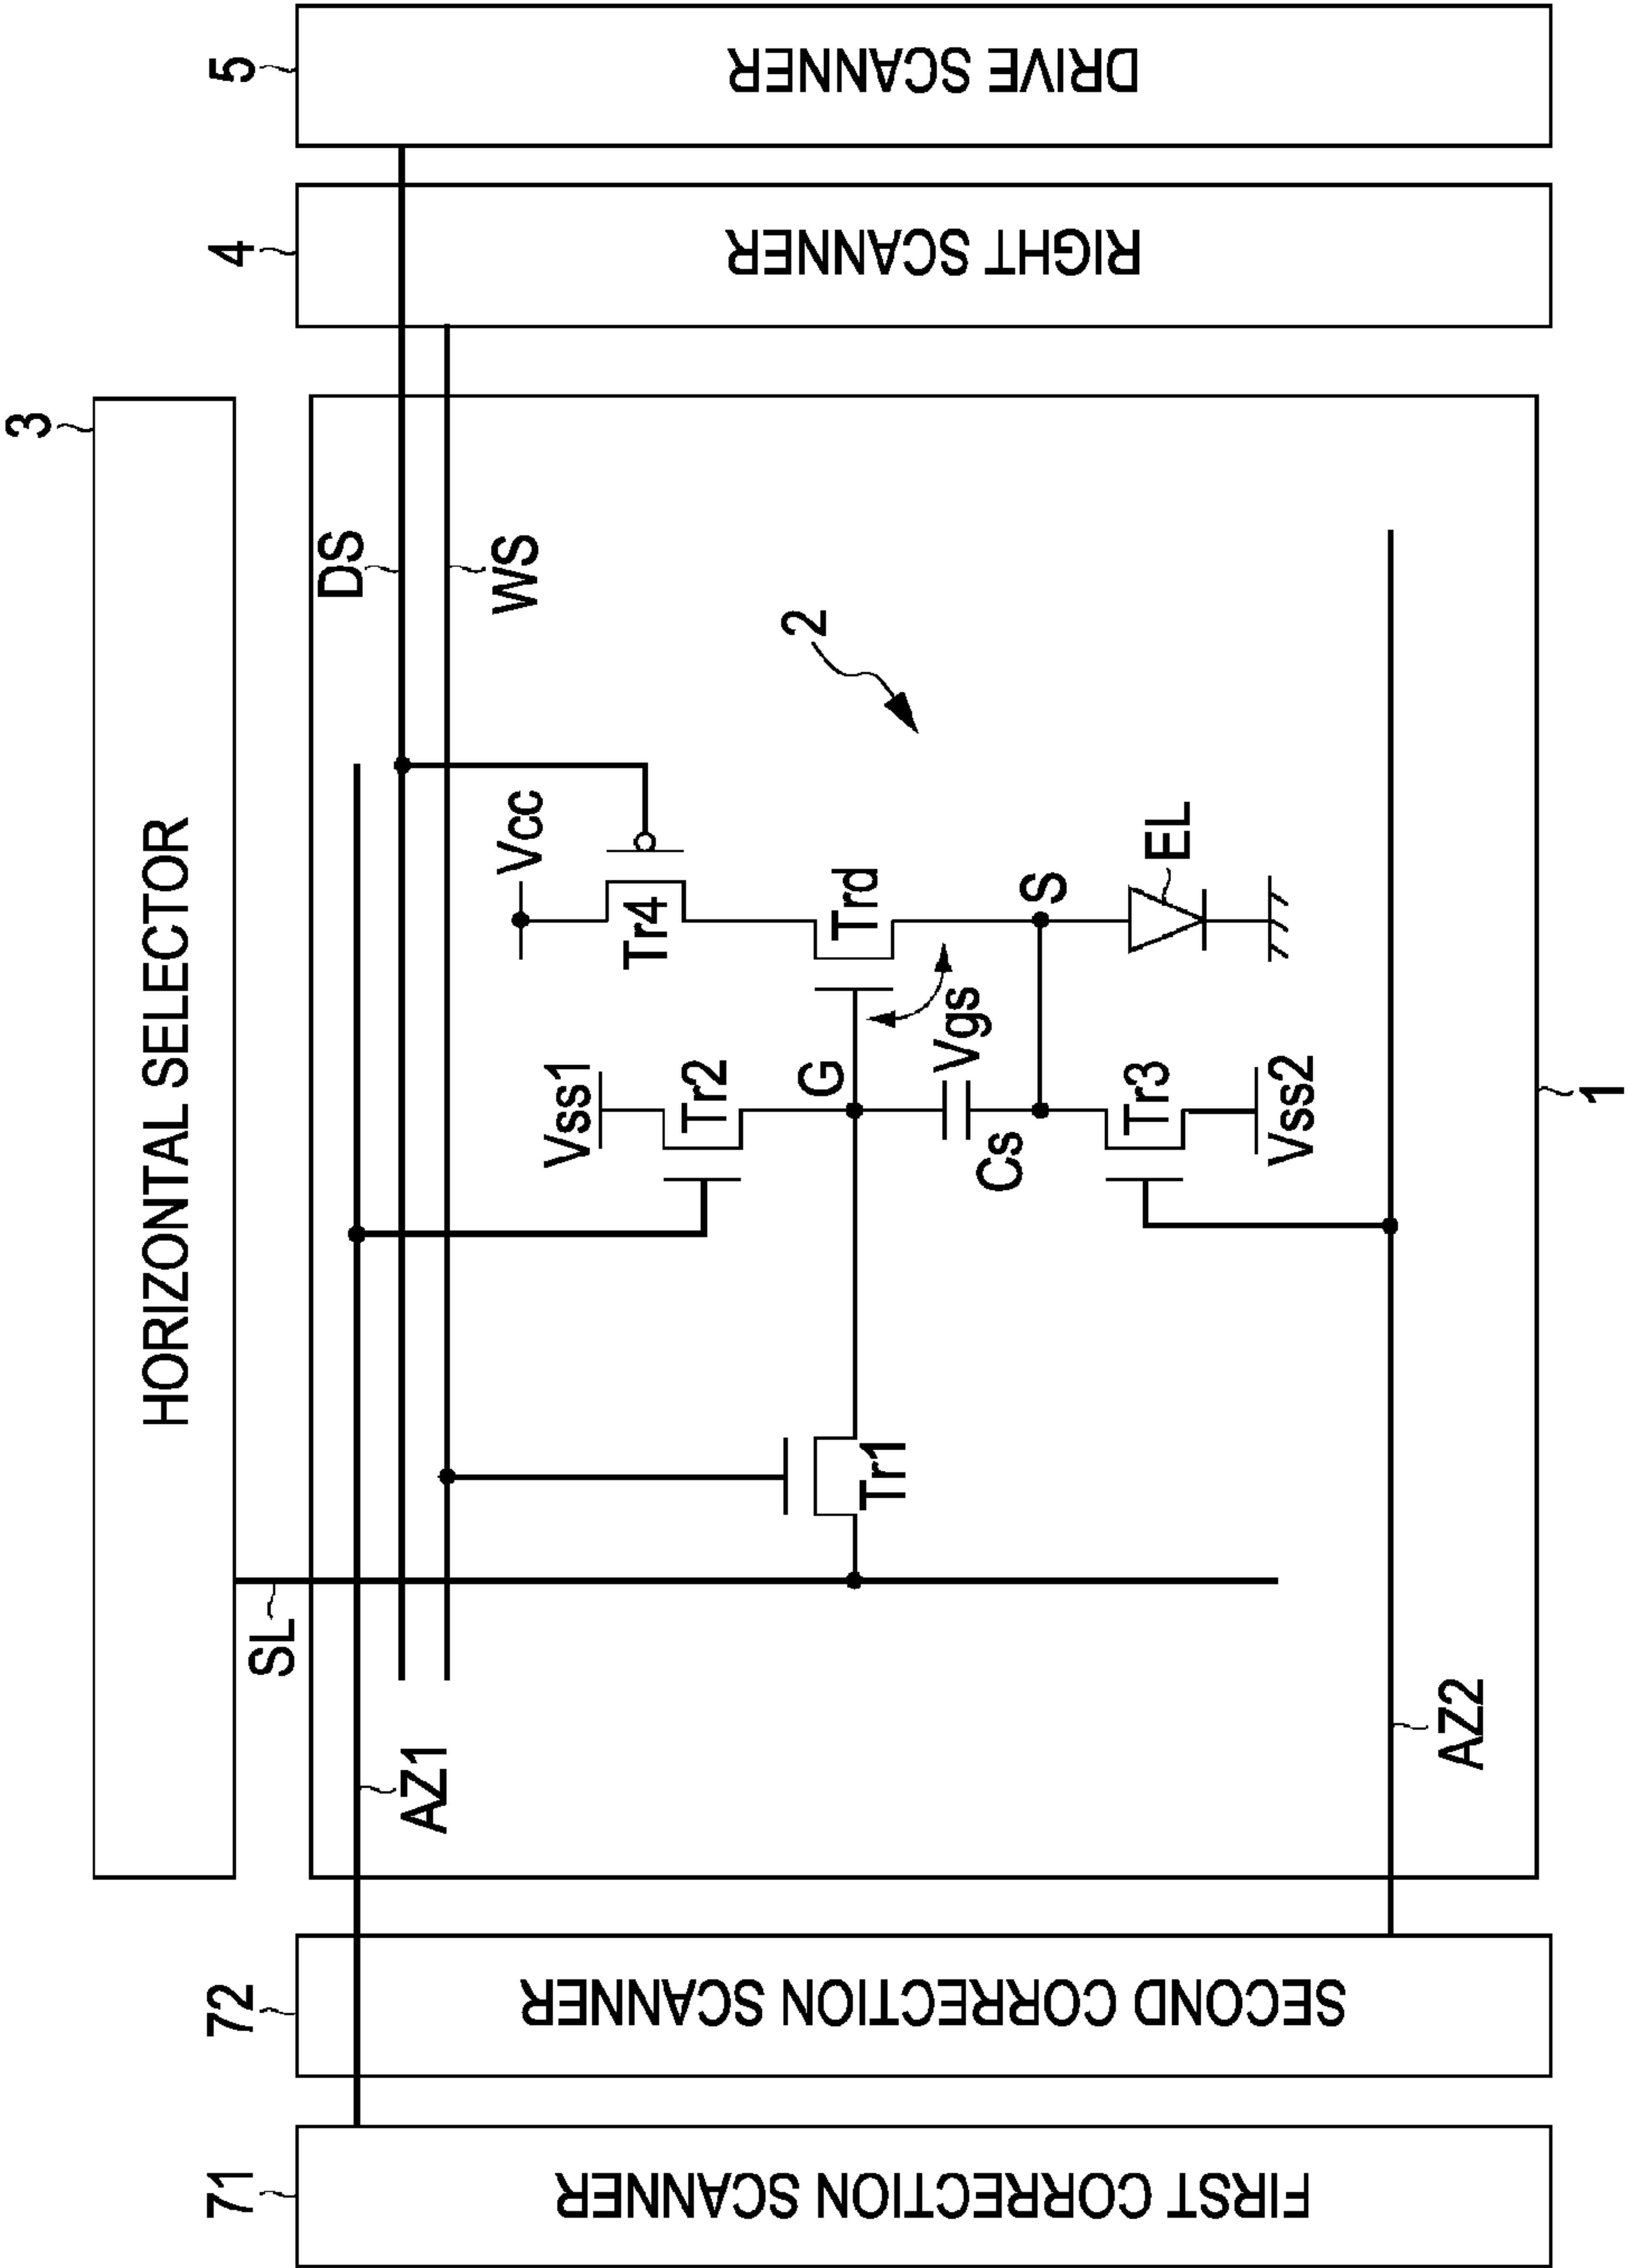 3
HORIZONTAL SELECTOR
71
FIRST CORRECTION SCANNER
72
SECOND CORRECTION SCANNER
4
RIGHT SCANNER
5
DRIVE SCANNER
SL
DS
AZ1
WS
Vcc
Vss1
Tr4
Tr2
2
G
Trd
Tr1
Vgs
Cs
S
Tr3
EL
Vss2
AZ2
1